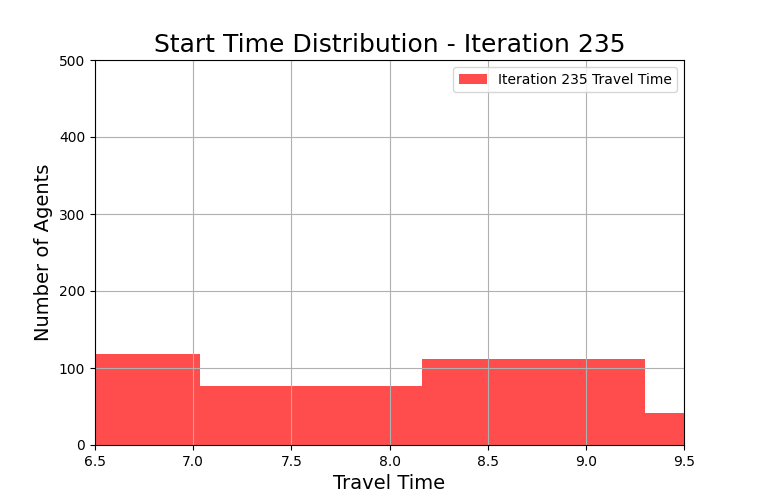 Start Time Distribution - Iteration 235
500
Iteration 235 Travel Time
400
300
200
100
0
Number of Agents
6.5 7.0 7.5 8.0 8.5 9.0 9.5
Travel Time